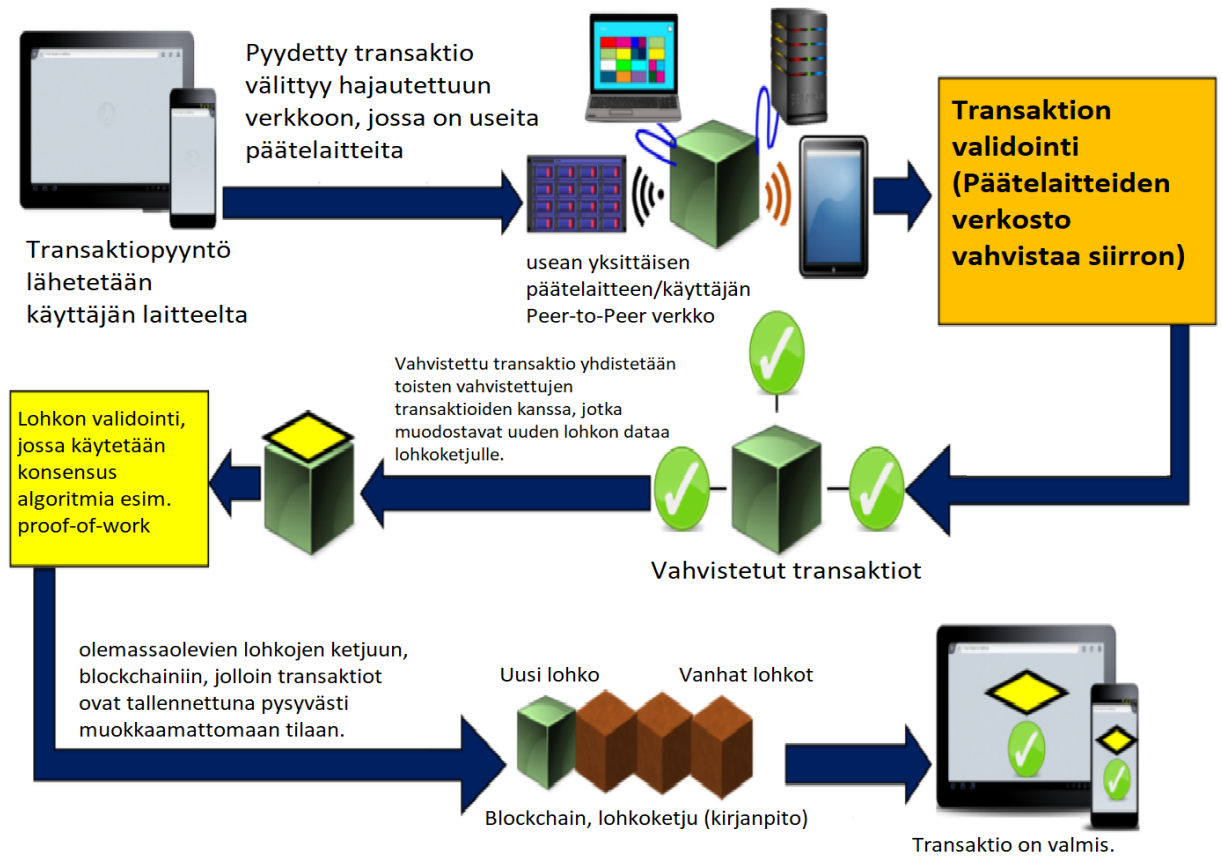 Pyydetty transaktio
välittyy hajautettuun
verkkoon, jossa on useita
päätelaitteita
Transaktiopyyntö
lähetetään
käyttäjän laitteelta
usean yksittäisen
päätelaitteen/käyttäjän
Peer-to-Peer verkko
Transaktion
validointi
(Päätelaitteiden
verkosto
vahvistaa siirron)
Vahvistettu transaktio yhdistetään
toisten vahvistettujen
transaktioiden kanssa, jotka
muodostavat uuden lohkon dataa
lohkoketjulle.
Vahvistetut transaktiot
Lohkon validointi,
jossa käytetään
konsensus
algoritmia esim.
proof-of-work
olemassaolevien lohkojen ketjuun,
blockchainiin, jolloin transaktiot
ovat tallennettuna pysyvästi
muokkaamattomaan tilaan.
Uusi lohko
Vanhat lohkot
Blockchain, lohkoketju (kirjanpito)
Transaktio on valmis.